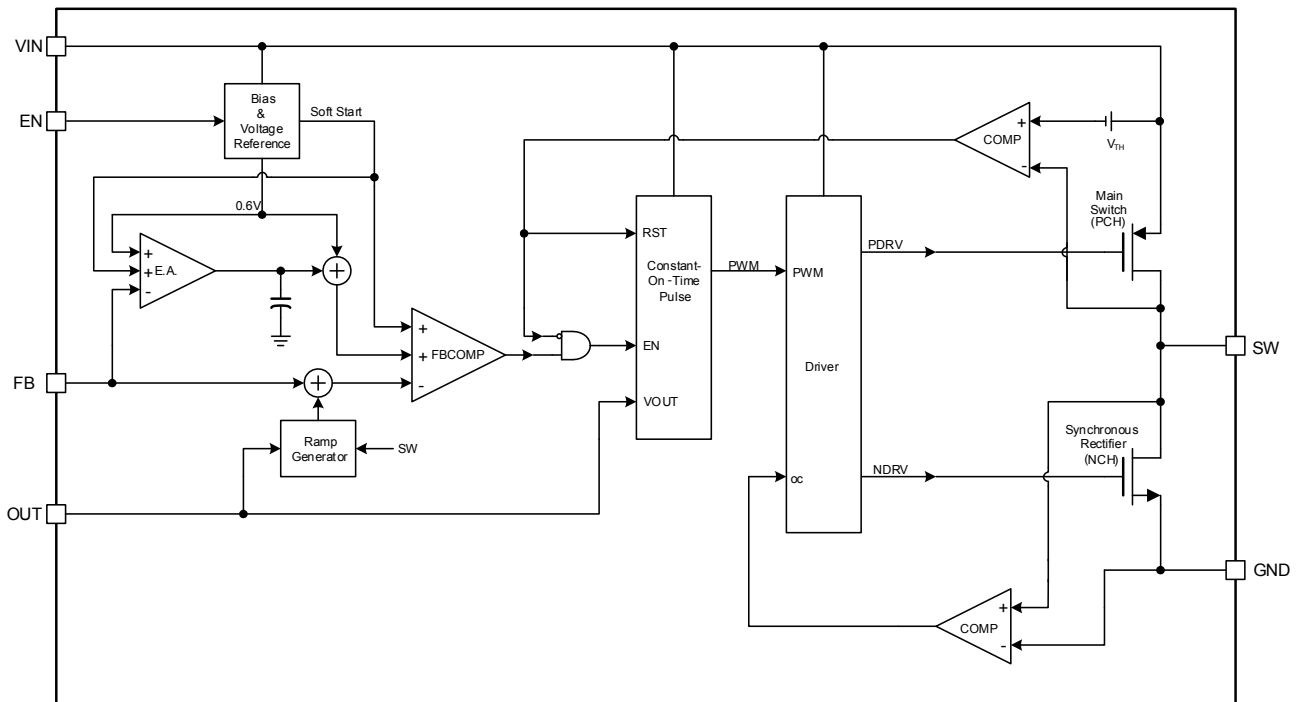 VIN
EN
Bias
&
Voltage
Reference
Soft Start
+
COMP
-
VTH
0.6V
Main
Switch
(PCH)
+
+ E.A.
-
+
RST
Constant-
On -Time
Pulse
PWM
PWM
PDRV
+
+ FBCOMP
-
EN
SW
FB
+
VOUT
Driver
Ramp
Generator
SW
Synchronous
Rectifier
(NCH)
oc
NDRV
OUT
GND
+
COMP
-